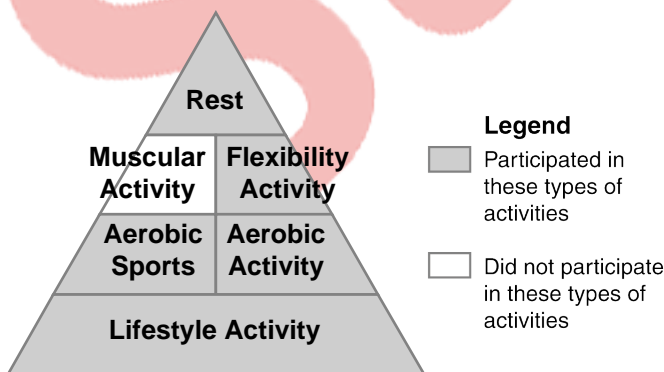 Rest
Muscular Activity
Flexibility Activity
Aerobic Sports
Aerobic Activity
Lifestyle Activity
Legend
Participated in
these types of
activities
Did not participate
in these types of
activities